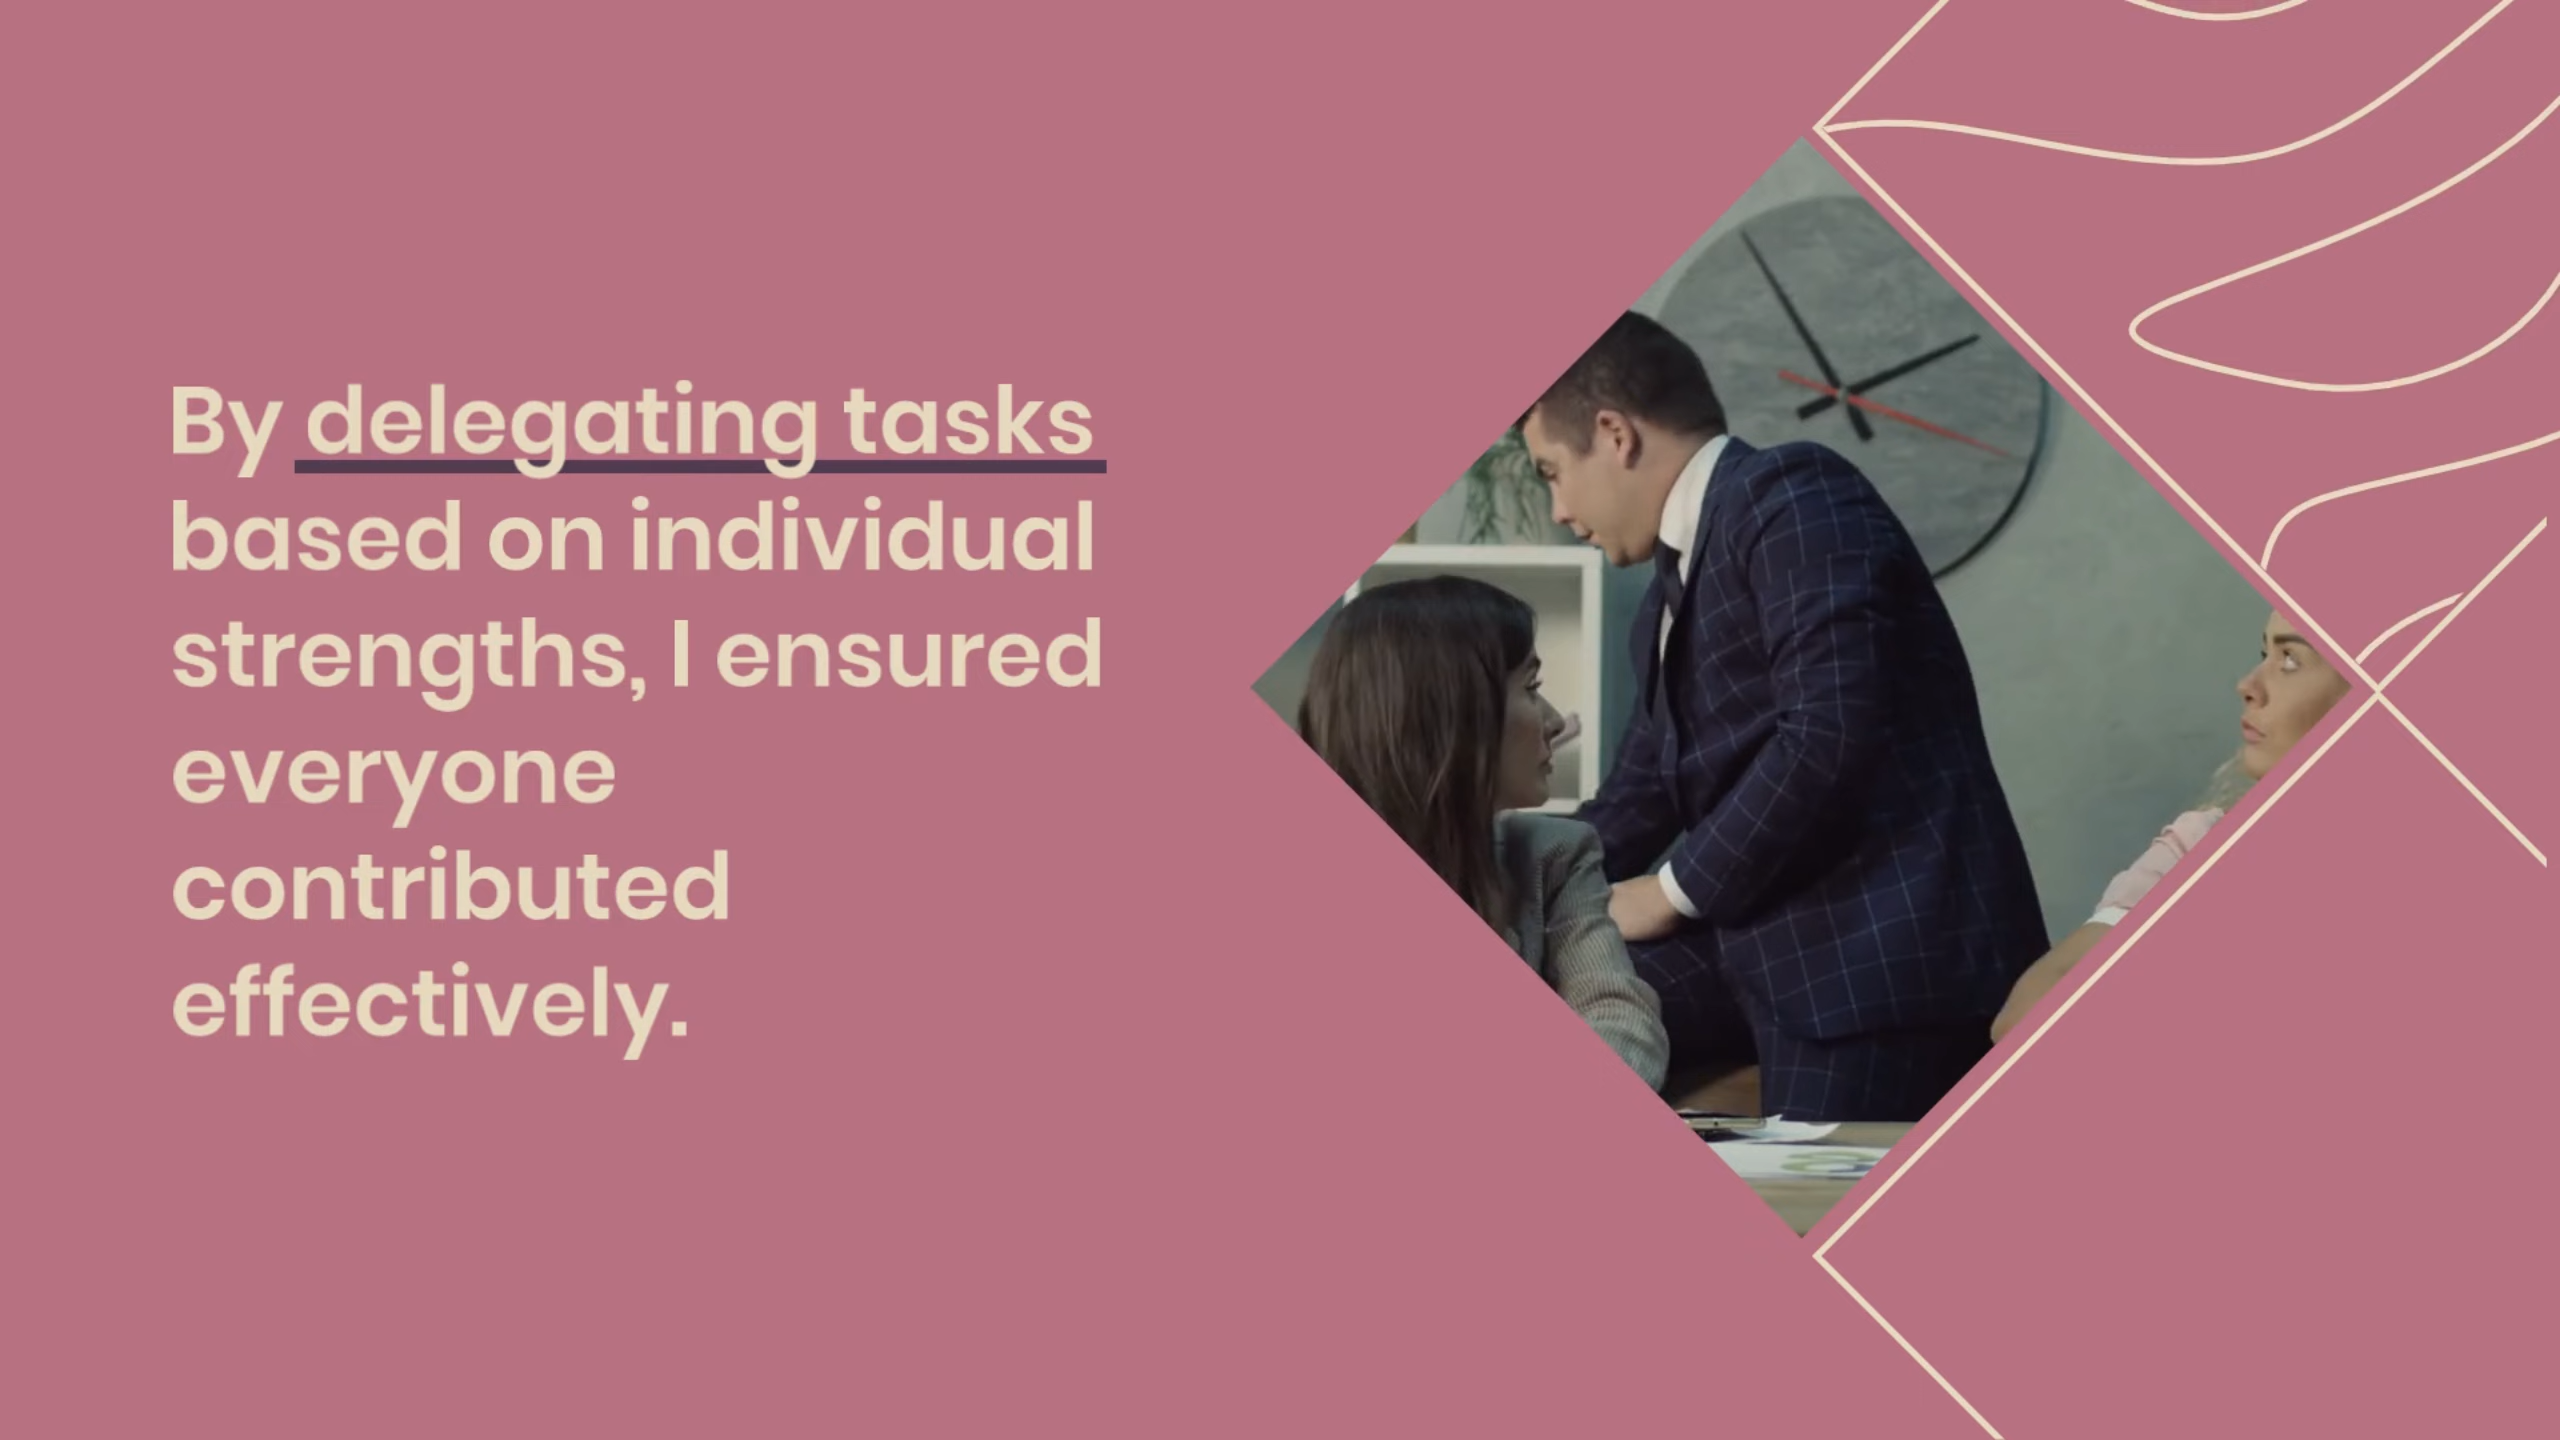 By delegating tasks
based on individual
strengths, I ensured
everyone
contributed
effectively.